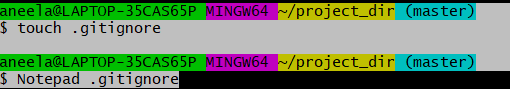 aneela@LAPTOP-35CAS65P MINGW64 ~/project_dir (master)
$ touch .gitignore
aneela@LAPTOP-35CAS65P MINGW64 ~/project_dir (master)
$ Notepad .gitignore